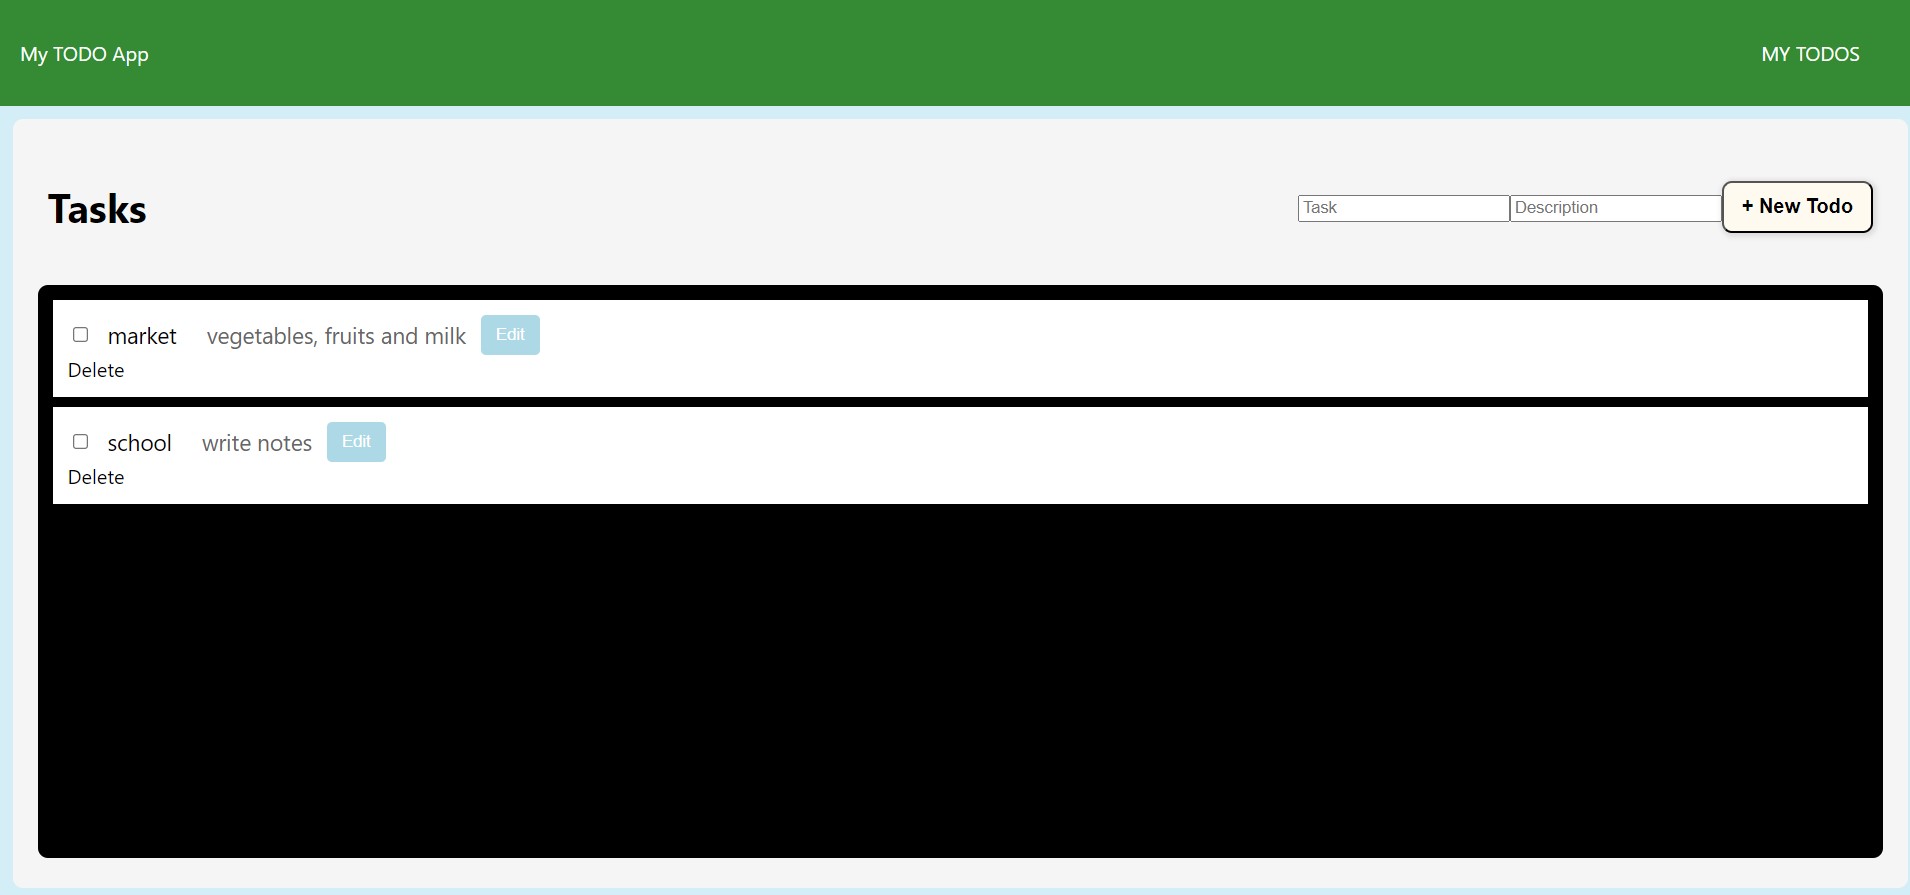 My TODO App
MY TODOS
Tasks
Task
Description
+ New Todo
market
vegetables, fruits and milk
Edit
Delete
school
write notes
Edit
Delete